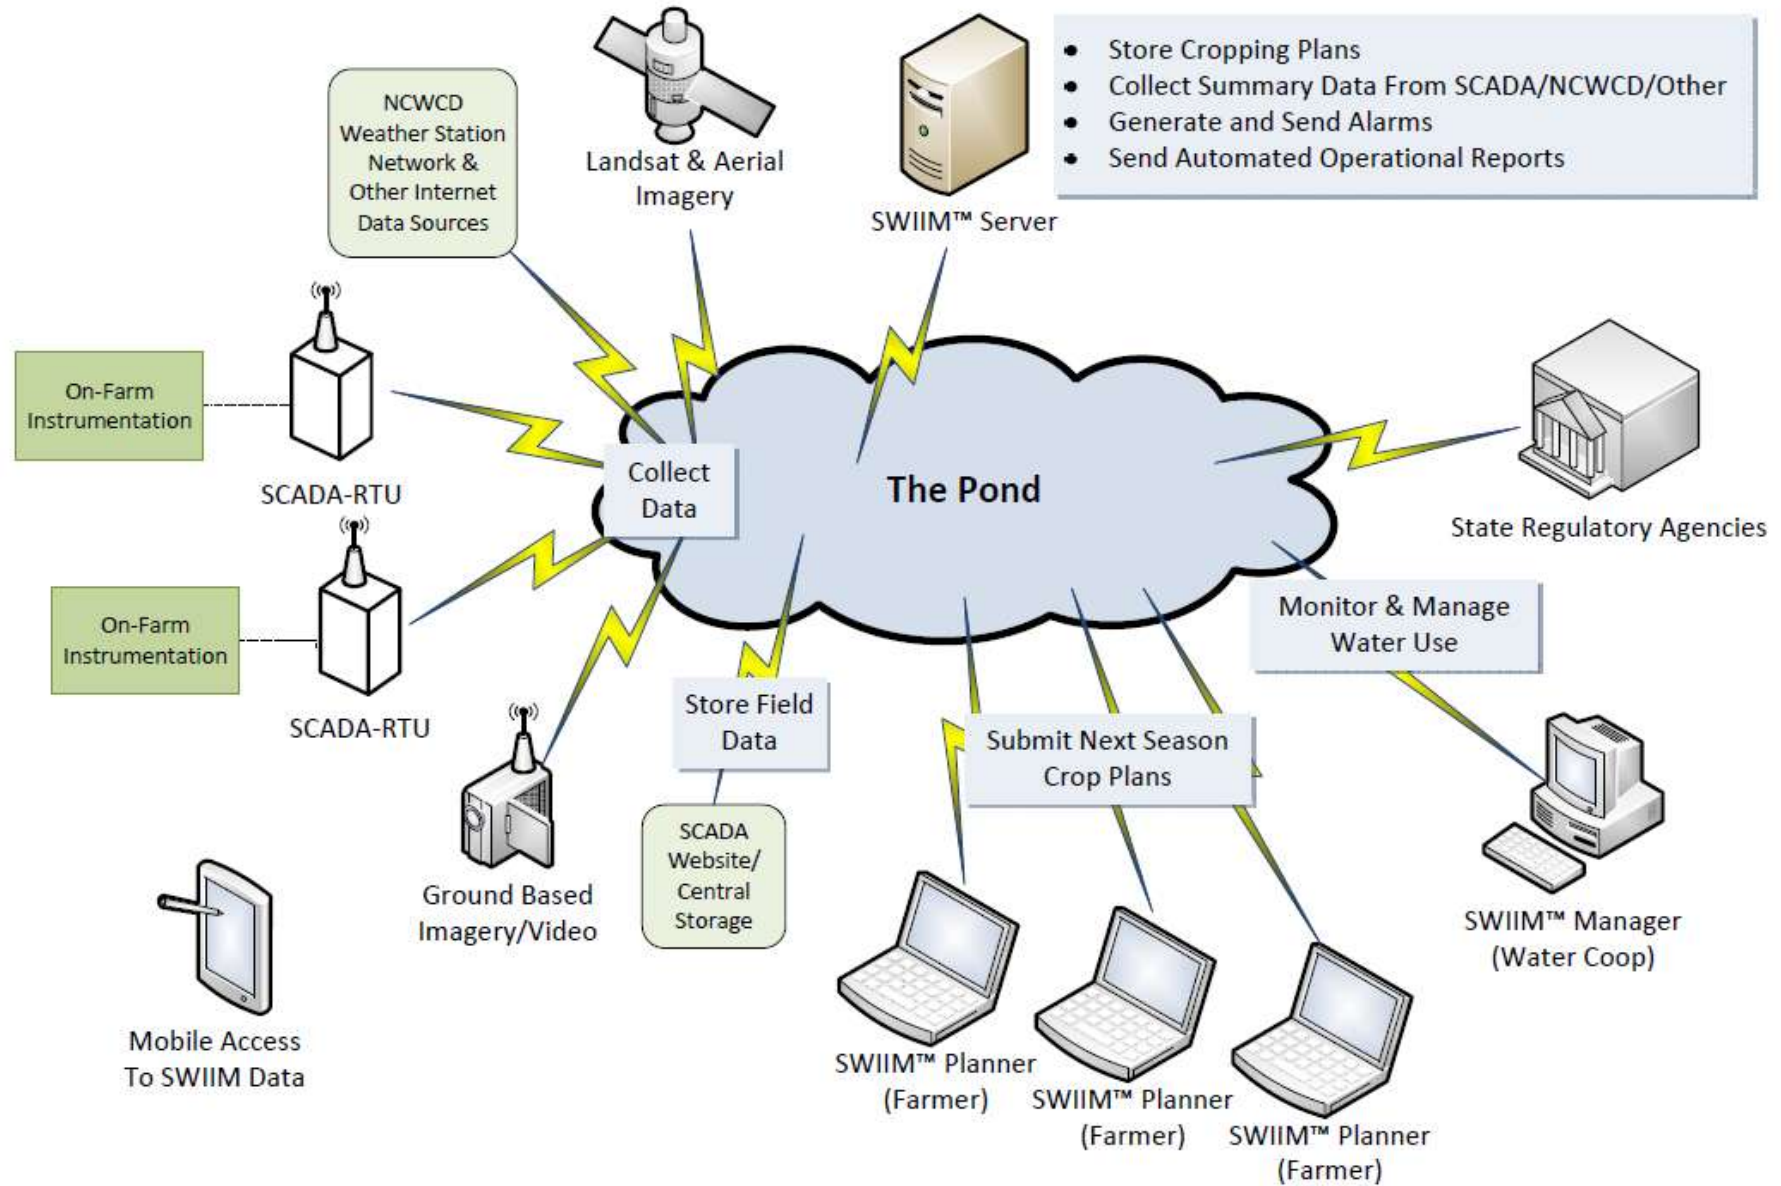 NCWCD
Weather Station
Network &
Other Internet
Data Sources
Landsat & Aerial
Imagery
SWIIM™ Server
• Store Cropping Plans
• Collect Summary Data From SCADA/NCWCD/Other
• Generate and Send Alarms
• Send Automated Operational Reports
On-Farm
Instrumentation
SCADA-RTU
Collect
Data
The Pond
State Regulatory Agencies
On-Farm
Instrumentation
SCADA-RTU
Monitor & Manage
Water Use
Store Field
Data
Submit Next Season
Crop Plans
Ground Based
Imagery/Video
SCADA
Website/
Central
Storage
SWIIM™ Manager
(Water Coop)
Mobile Access
To SWIIM Data
SWIIM™ Planner
(Farmer)
SWIIM™ Planner
(Farmer)
SWIIM™ Planner
(Farmer)